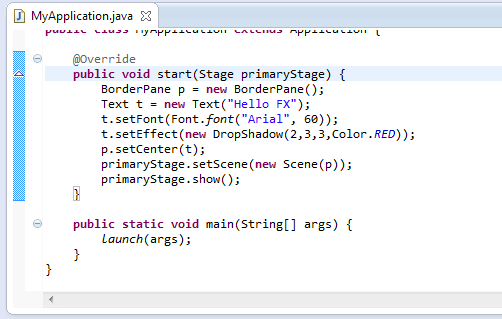 MyApplication.java
public class MyApplication extends Application {
@Override
public void start(Stage primaryStage) {
BorderPane p = new BorderPane();
Text t = new Text("Hello FX");
t.setFont(Font.font("Arial", 60));
t.setEffect(new DropShadow(2,3,3,Color.RED));
p.setCenter(t);
primaryStage.setScene(new Scene(p));
primaryStage.show();
}
public static void main(String[] args) {
launch(args);
}
}